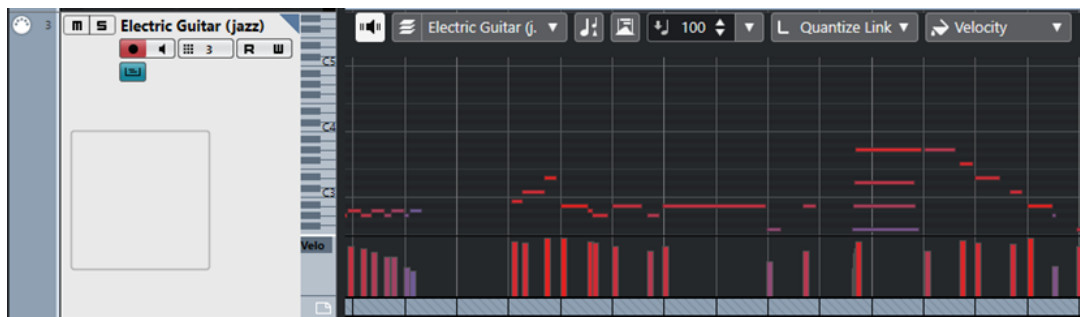 3 m S Electric Guitar (jazz) Electric Guitar (j. 100 L Quantize Link Velocity
3 R W
C5
C4
C3
Velo